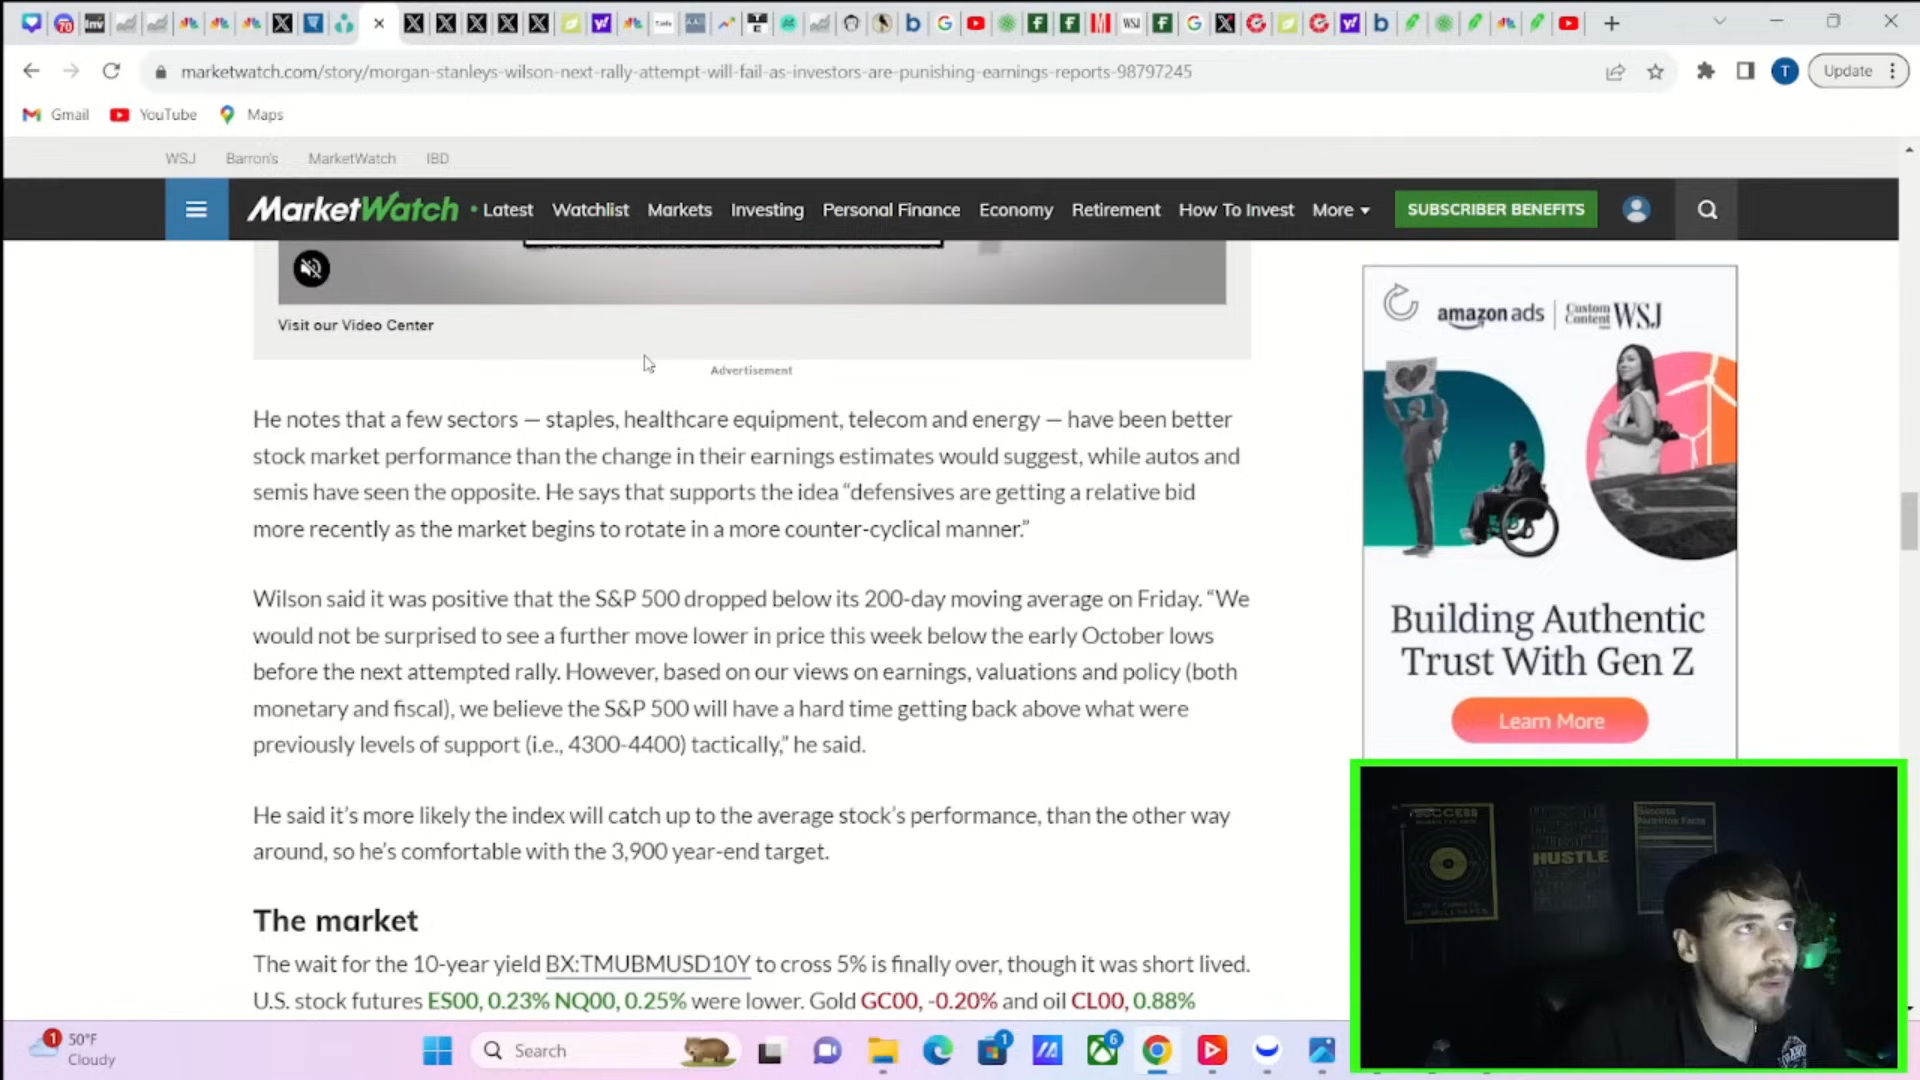 marketwatch.com/story/morgan-stanleys-wilson-next-rally-attempt-will-fail-as-investors-are-punishing-earnings-reports-98797245
Update
Gmail YouTube Maps
WSJ Barron's MarketWatch IBD
MarketWatch Latest Watchlist Markets Investing Personal Finance Economy Retirement How To Invest More SUBSCRIBER BENEFITS
Visit our Video Center
Advertisement
He notes that a few sectors — staples, healthcare equipment, telecom and energy — have been better
stock market performance than the change in their earnings estimates would suggest, while autos and
semis have seen the opposite. He says that supports the idea “defensives are getting a relative bid
more recently as the market begins to rotate in a more counter-cyclical manner.”
Wilson said it was positive that the S&P 500 dropped below its 200-day moving average on Friday. “We
would not be surprised to see a further move lower in price this week below the early October lows
before the next attempted rally. However, based on our views on earnings, valuations and policy (both
monetary and fiscal), we believe the S&P 500 will have a hard time getting back above what were
previously levels of support (i.e., 4300-4400) tactically,” he said.
He said it’s more likely the index will catch up to the average stock’s performance, than the other way
around, so he’s comfortable with the 3,900 year-end target.
The market
The wait for the 10-year yield BX:TMUBMUSD10Y to cross 5% is finally over, though it was short lived.
U.S. stock futures ES00, 0.23% NQ00, 0.25% were lower. Gold GC00, -0.20% and oil CL00, 0.88%
amazon ads Custom Content WSJ
Building Authentic
Trust With Gen Z
Learn More
SUCCESS
HUSTLE
Success
Nutrition Facts
1 50°F
Cloudy
Search
1
6